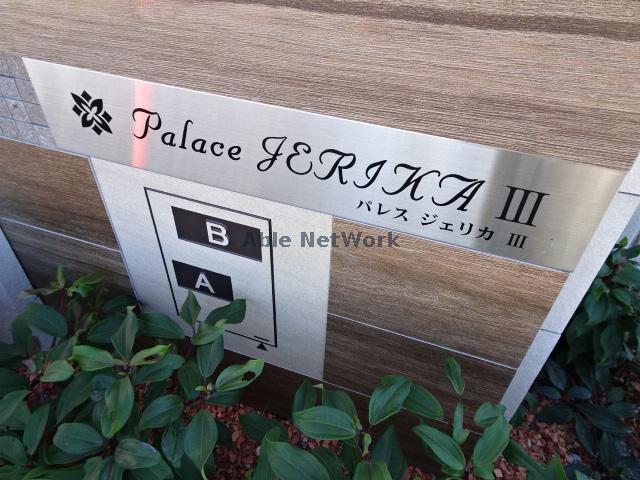 Palace JERIKA III
パレス ジェリカ III
B
Able NetWork
A